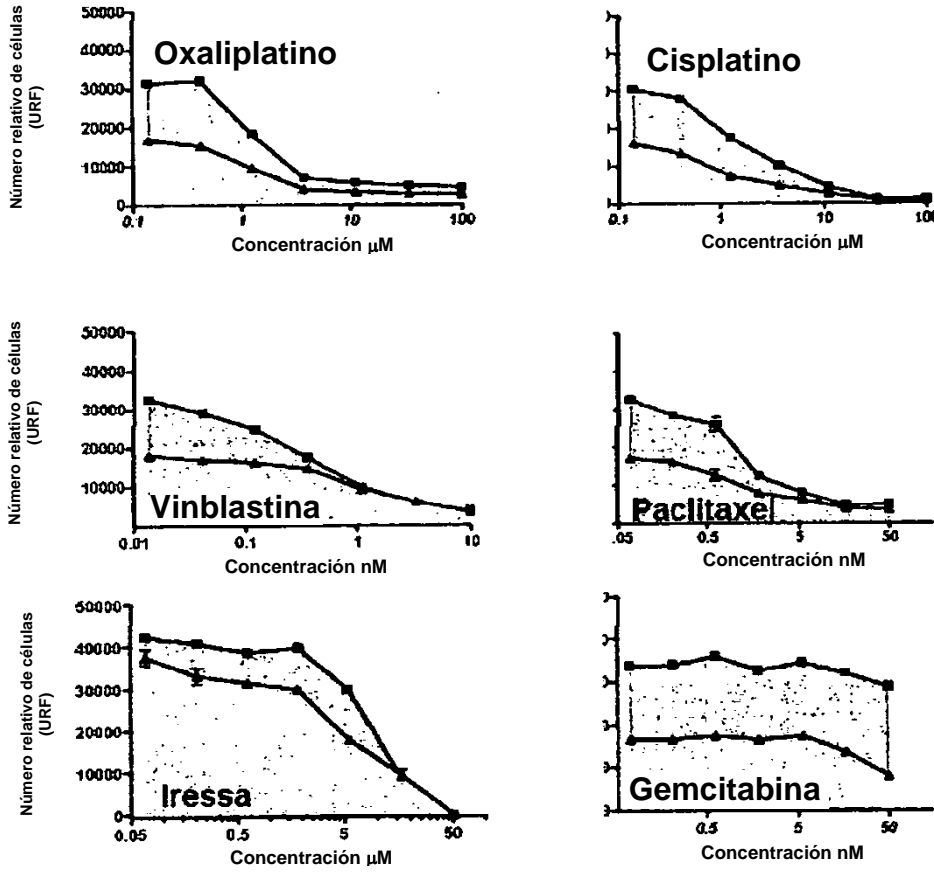 Número relativo de células
(URF)
50000
40000
30000
20000
10000
0
Oxaliplatino
0.1
1
10
100
Concentración μM
Cisplatino
0.1
1
10
100
Concentración μM
Número relativo de células
(URF)
50000
40000
30000
20000
10000
Vinblastina
0.01
0.1
1
10
Concentración nM
Paclitaxel
.05
0.5
5
50
Concentración nM
Número relativo de células
(URF)
50000
40000
30000
20000
10000
0
Iressa
0.05
0.5
5
50
Concentración μM
Gemcitabina
0.5
5
50
Concentración nM